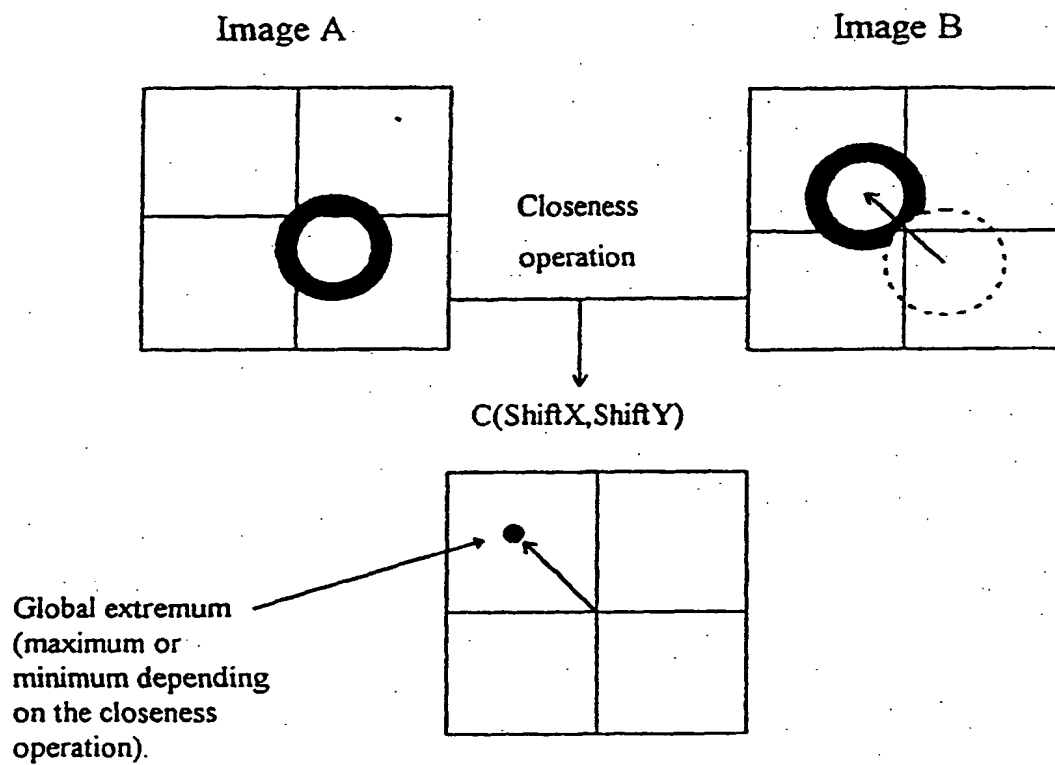 Image A
Image B
Closeness
operation
C(ShiftX,ShiftY)
Global extremum
(maximum or
minimum depending
on the closeness
operation).